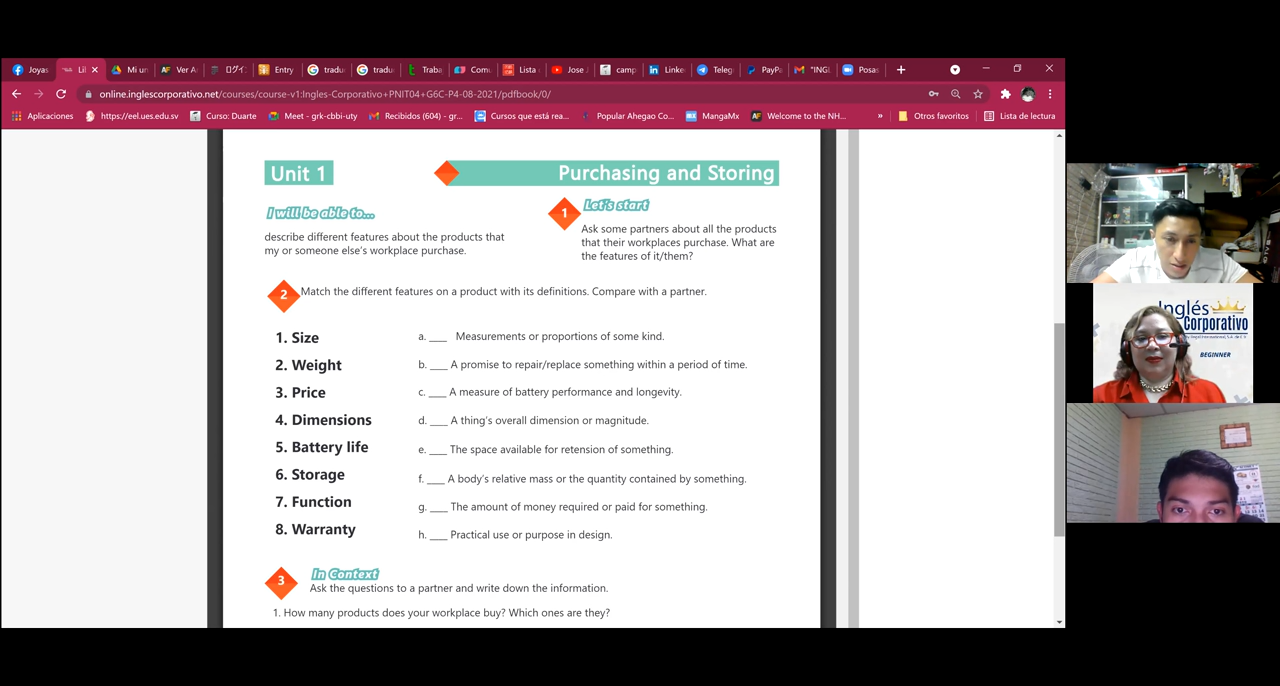 Joyas
Lil
Mi un
Ver A
ログイ
Entry
tradu
tradu
Traba
Comu
Lista
Jose J
camp
Linke
Teleg
PayPa
"INGL
Posas
online.inglescorporativo.net/courses/course-v1:Ingles-Corporativo+PNIT04+G6C-P4-08-2021/pdfbook/0/
Aplicaciones
https://eel.ues.edu.sv
Curso: Duarte
Meet - grk-cbbi-uty
Recibidos (604) - gr...
Cursos que está rea...
Popular Ahegao Co...
MangaMx
Welcome to the NH...
»
Otros favoritos
Lista de lectura
Unit 1
Purchasing and Storing
I will be able to...
describe different features about the products that
my or someone else's workplace purchase.
1
Let's start
Ask some partners about all the products
that their workplaces purchase. What are
the features of it/them?
2
Match the different features on a product with its definitions. Compare with a partner.
1. Size
a. ___ Measurements or proportions of some kind.
2. Weight
b. ___ A promise to repair/replace something within a period of time.
3. Price
c. ___ A measure of battery performance and longevity.
4. Dimensions
d. ___ A thing's overall dimension or magnitude.
5. Battery life
e. ___ The space available for retention of something.
6. Storage
f. ___ A body's relative mass or the quantity contained by something.
7. Function
g. ___ The amount of money required or paid for something.
8. Warranty
h. ___ Practical use or purpose in design.
3
In Context
Ask the questions to a partner and write down the information.
1. How many products does your workplace buy? Which ones are they?
Inglés
Corporativo
BEGINNER